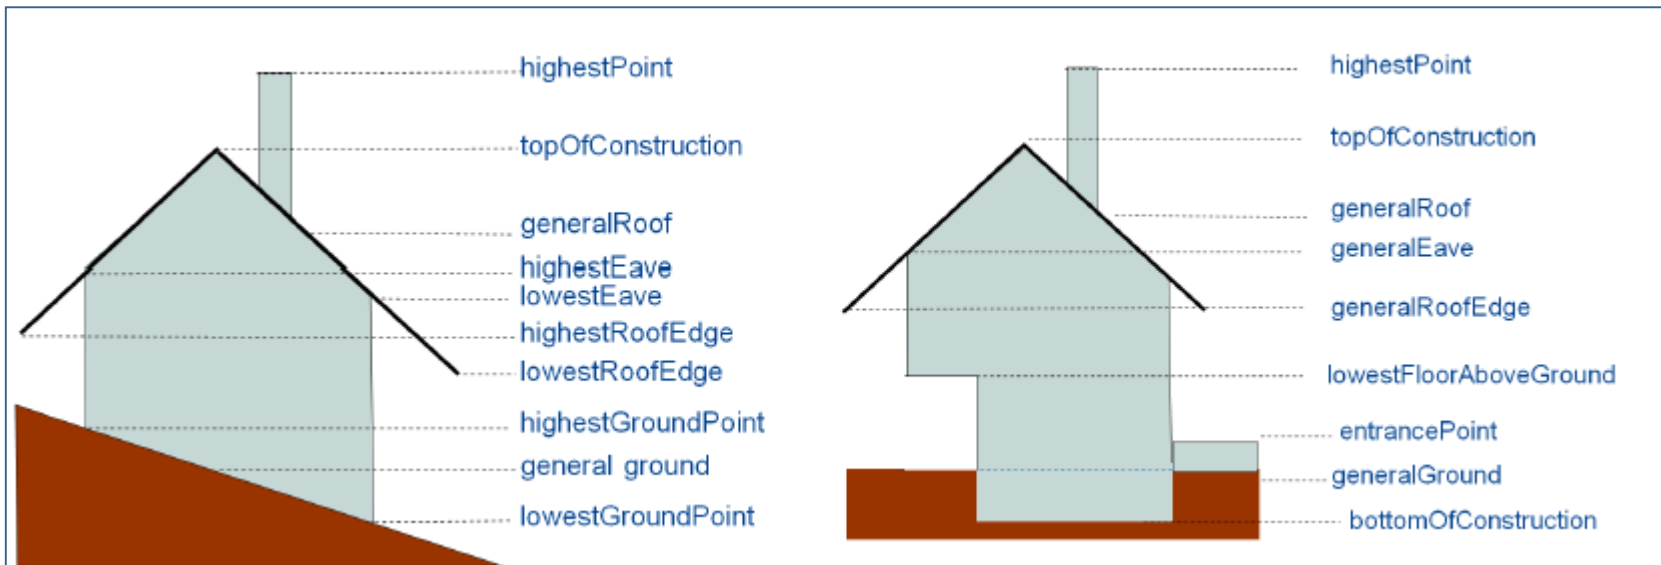 highestPoint
topOfConstruction
generalRoof
highestEave
lowestEave
highestRoofEdge
lowestRoofEdge
highestGroundPoint
general ground
lowestGroundPoint
highestPoint
topOfConstruction
generalRoof
generalEave
generalRoofEdge
lowestFloorAboveGround
entrancePoint
generalGround
bottomOfConstruction